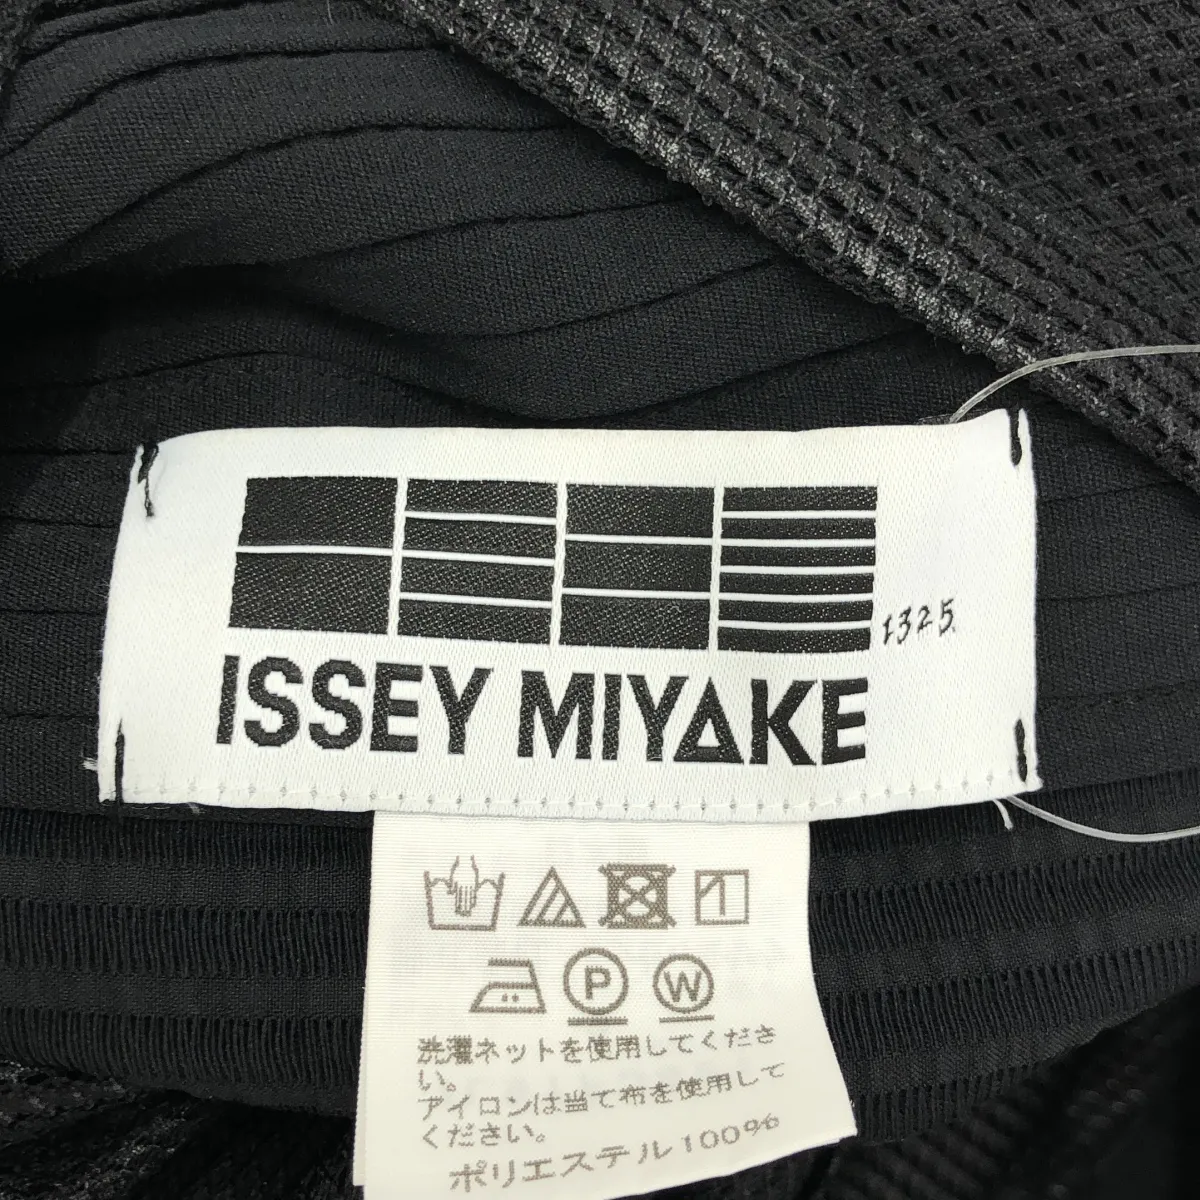 1325.
ISSEY MIYAKE
P W
洗濯ネットを使用してくださ
い。
アイロンは当て布を使用して
ください。
ポリエステル100%